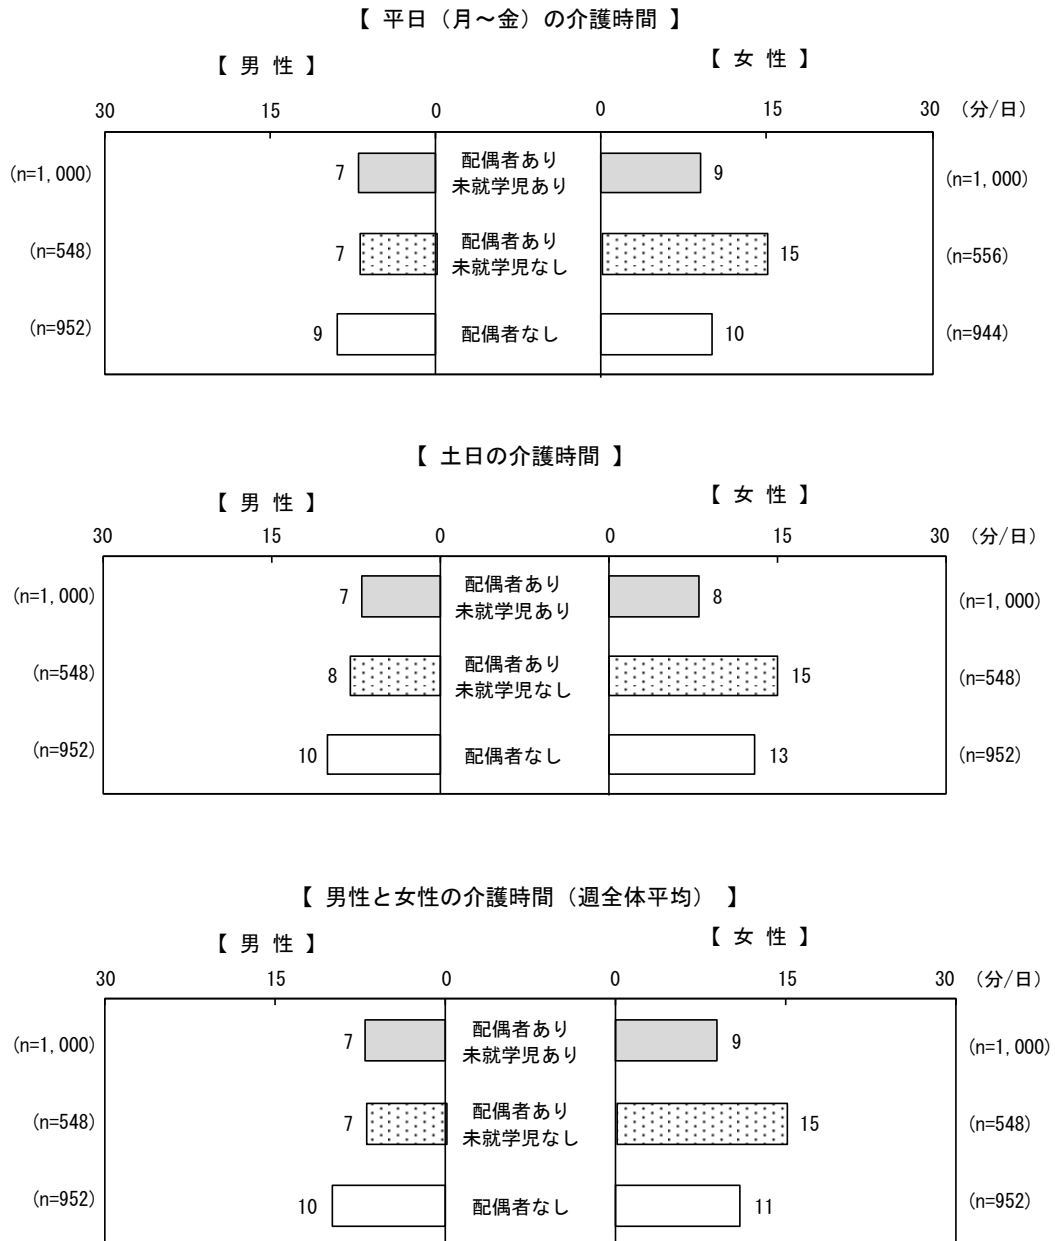 【 平日（月～金）の介護時間 】
【 男 性 】
【 女 性 】
30 15 0 0 15 30 （分/日）
(n=1,000) 7 配偶者あり 9 (n=1,000)
未就学児あり
(n=548) 7 配偶者あり 15 (n=556)
未就学児なし
(n=952) 9 配偶者なし 10 (n=944)
【 土日の介護時間 】
【 男 性 】
【 女 性 】
30 15 0 0 15 30 （分/日）
(n=1,000) 7 配偶者あり 8 (n=1,000)
未就学児あり
(n=548) 8 配偶者あり 15 (n=548)
未就学児なし
(n=952) 10 配偶者なし 13 (n=952)
【 男性と女性の介護時間（週全体平均） 】
【 男 性 】
【 女 性 】
30 15 0 0 15 30 （分/日）
(n=1,000) 7 配偶者あり 9 (n=1,000)
未就学児あり
(n=548) 7 配偶者あり 15 (n=548)
未就学児なし
(n=952) 10 配偶者なし 11 (n=952)